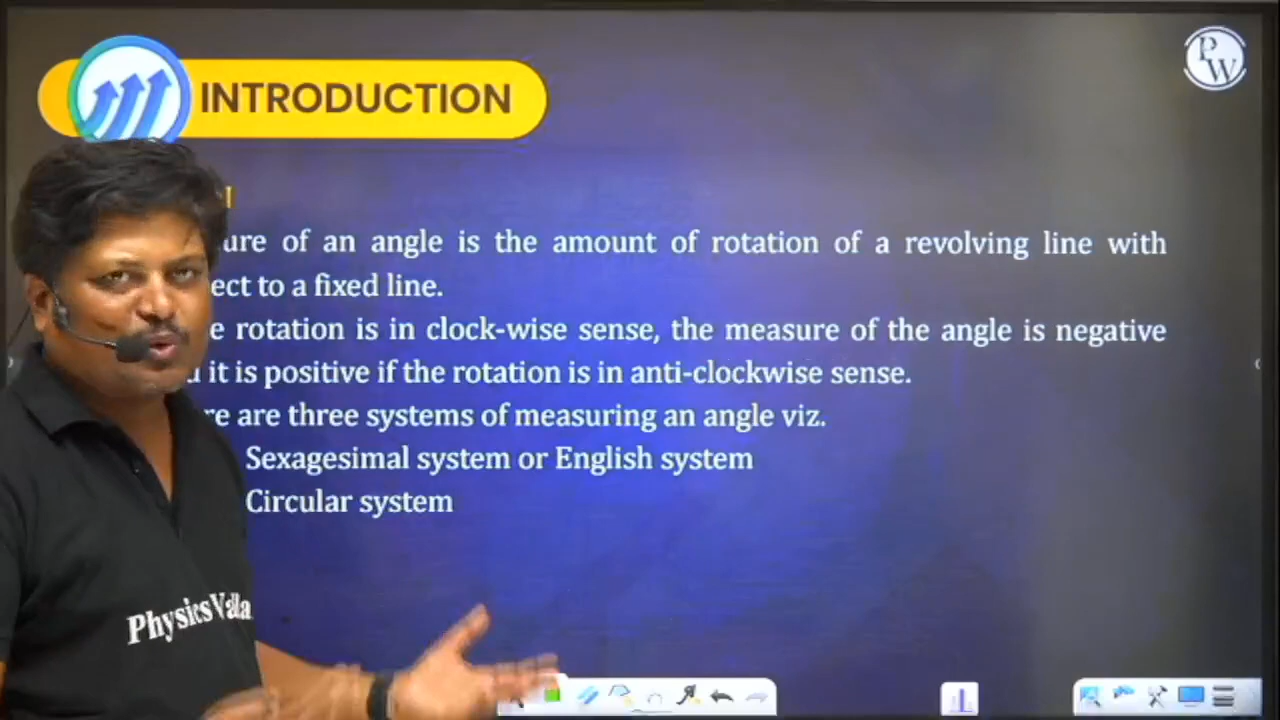 INTRODUCTION
PW
ure of an angle is the amount of rotation of a revolving line with
ect to a fixed line.
e rotation is in clock-wise sense, the measure of the angle is negative
it is positive if the rotation is in anti-clockwise sense.
re are three systems of measuring an angle viz.
Sexagesimal system or English system
Circular system
Physics Walla